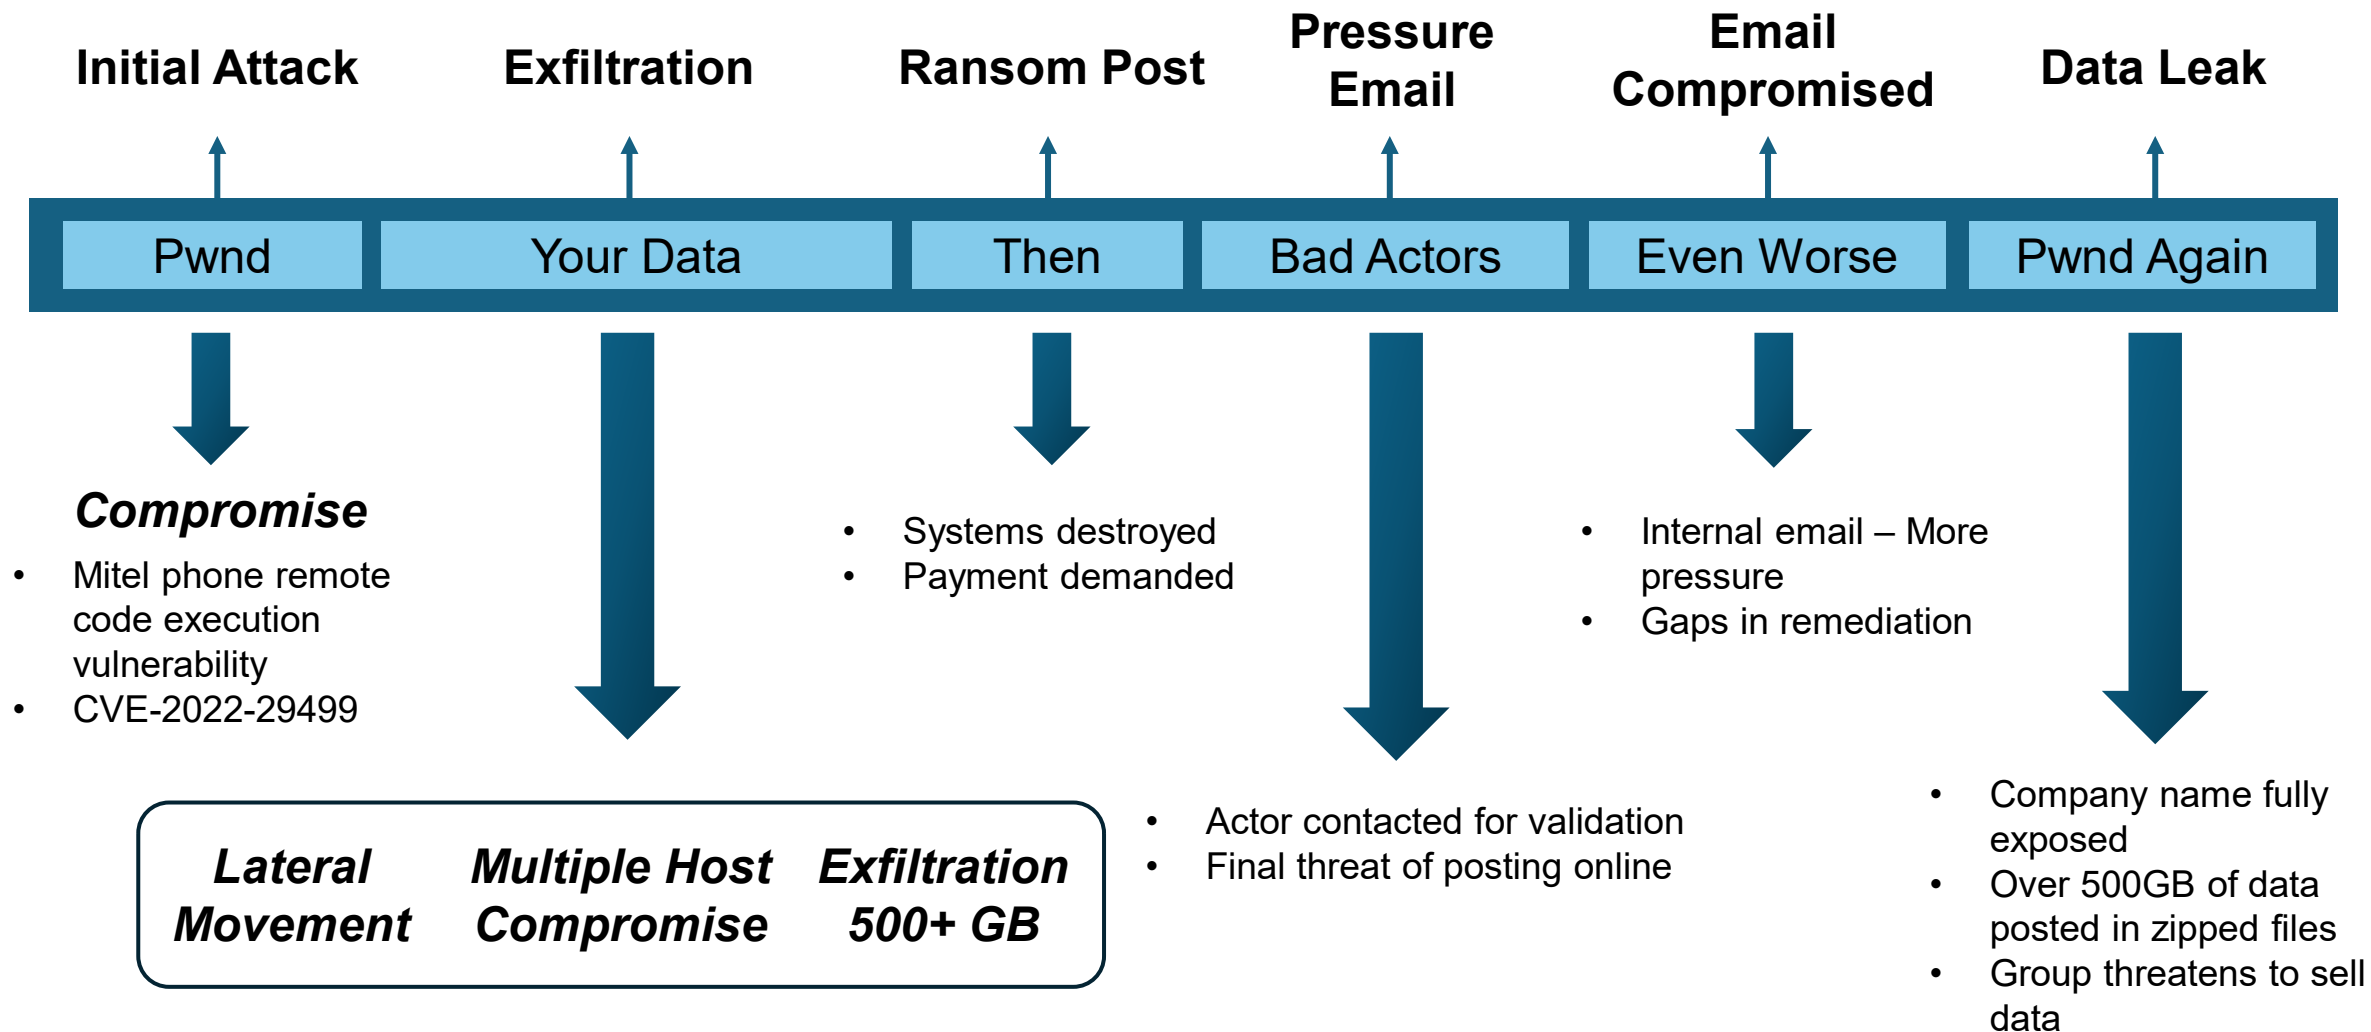 Initial Attack
Exfiltration
Ransom Post
Pressure
Email
Email
Compromised
Data Leak
Pwnd
Your Data
Then
Bad Actors
Even Worse
Pwnd Again
Compromise
• Mitel phone remote
code execution
vulnerability
• CVE-2022-29499
Lateral
Movement
Multiple Host
Compromise
Exfiltration
500+ GB
• Systems destroyed
• Payment demanded
• Actor contacted for validation
• Final threat of posting online
• Internal email – More
pressure
• Gaps in remediation
• Company name fully
exposed
• Over 500GB of data
posted in zipped files
• Group threatens to sell
data